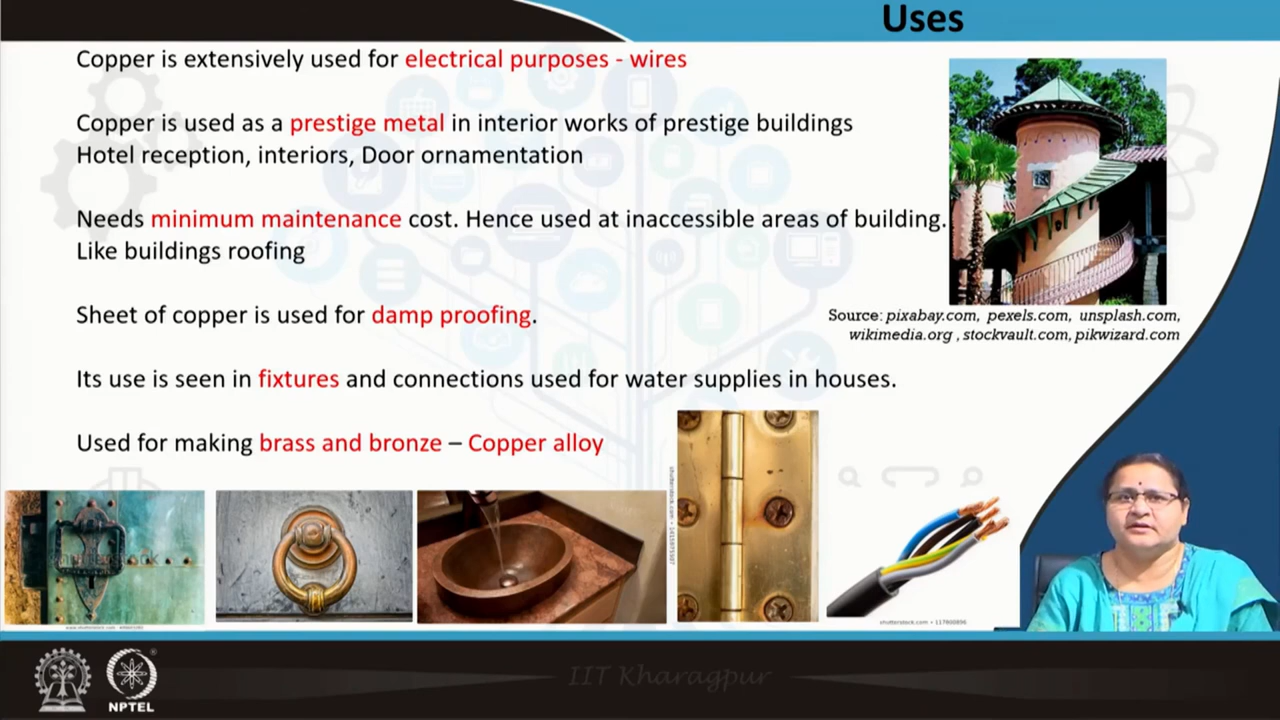 Uses
Copper is extensively used for electrical purposes - wires
Copper is used as a prestige metal in interior works of prestige buildings
Hotel reception, interiors, Door ornamentation
Needs minimum maintenance cost. Hence used at inaccessible areas of building.
Like buildings roofing
Source: pixabay.com, pexels.com, unsplash.com,
wikimedia.org , stockvault.com, pikwizard.com
Sheet of copper is used for damp proofing.
Its use is seen in fixtures and connections used for water supplies in houses.
Used for making brass and bronze – Copper alloy
shutterstock.com • 117800896
IIT Kharagpur
NPTEL